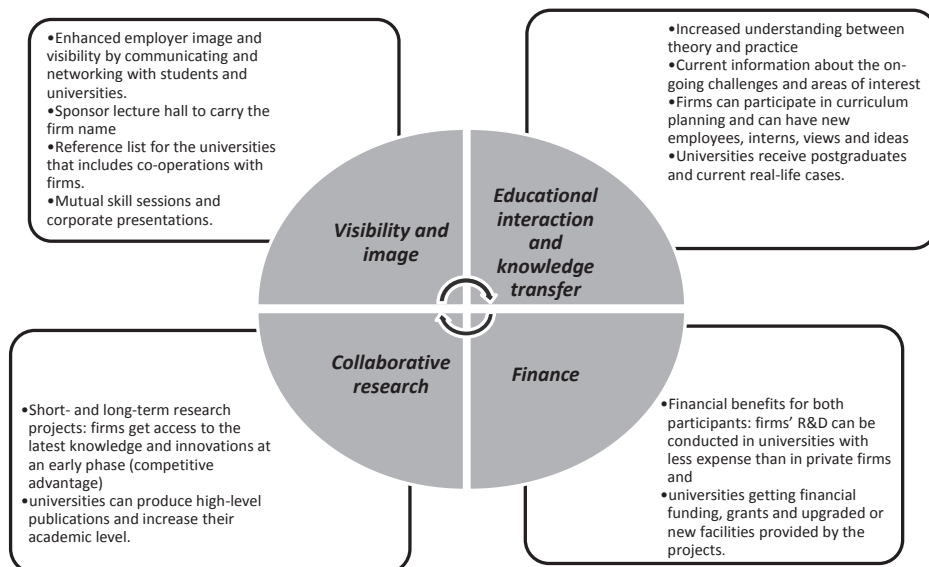 •Enhanced employer image and
visibility by communicating and
networking with students and
universities.
•Sponsor lecture hall to carry the
firm name
•Reference list for the universities
that includes co-operations with
firms.
•Mutual skill sessions and
corporate presentations.
•Increased understanding between
theory and practice
•Current information about the on-
going challenges and areas of interest
•Firms can participate in curriculum
planning and can have new
employees, interns, views and ideas
•Universities receive postgraduates
and current real-life cases.
Visibility and
image
Educational
interaction
and
knowledge
transfer
Collaborative
research
Finance
•Short- and long-term research
projects: firms get access to the
latest knowledge and innovations at
an early phase (competitive
advantage)
•universities can produce high-level
publications and increase their
academic level.
•Financial benefits for both
participants: firms’ R&D can be
conducted in universities with
less expense than in private firms
and
•universities getting financial
funding, grants and upgraded or
new facilities provided by the
projects.